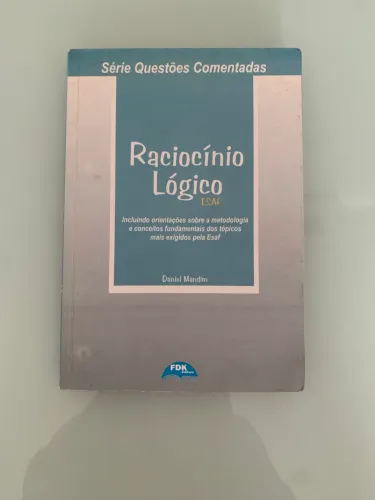 Série Questões Comentadas
Raciocínio
Lógico
ESAF
Incluindo orientações sobre a metodologia
e conceitos fundamentais dos tópicos
mais exigidos pela Esaf
Daniel Mandim
FDK